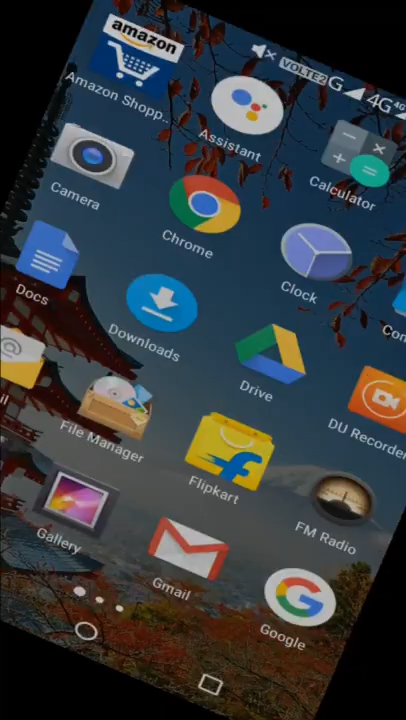 VOLTE2 G 4G 4G
amazon
Amazon Shopp..
Assistant
Calculator
Camera
Chrome
Clock
Docs
Downloads
Drive
DU Recorder
File Manager
Flipkart
FM Radio
Gallery
Gmail
Google